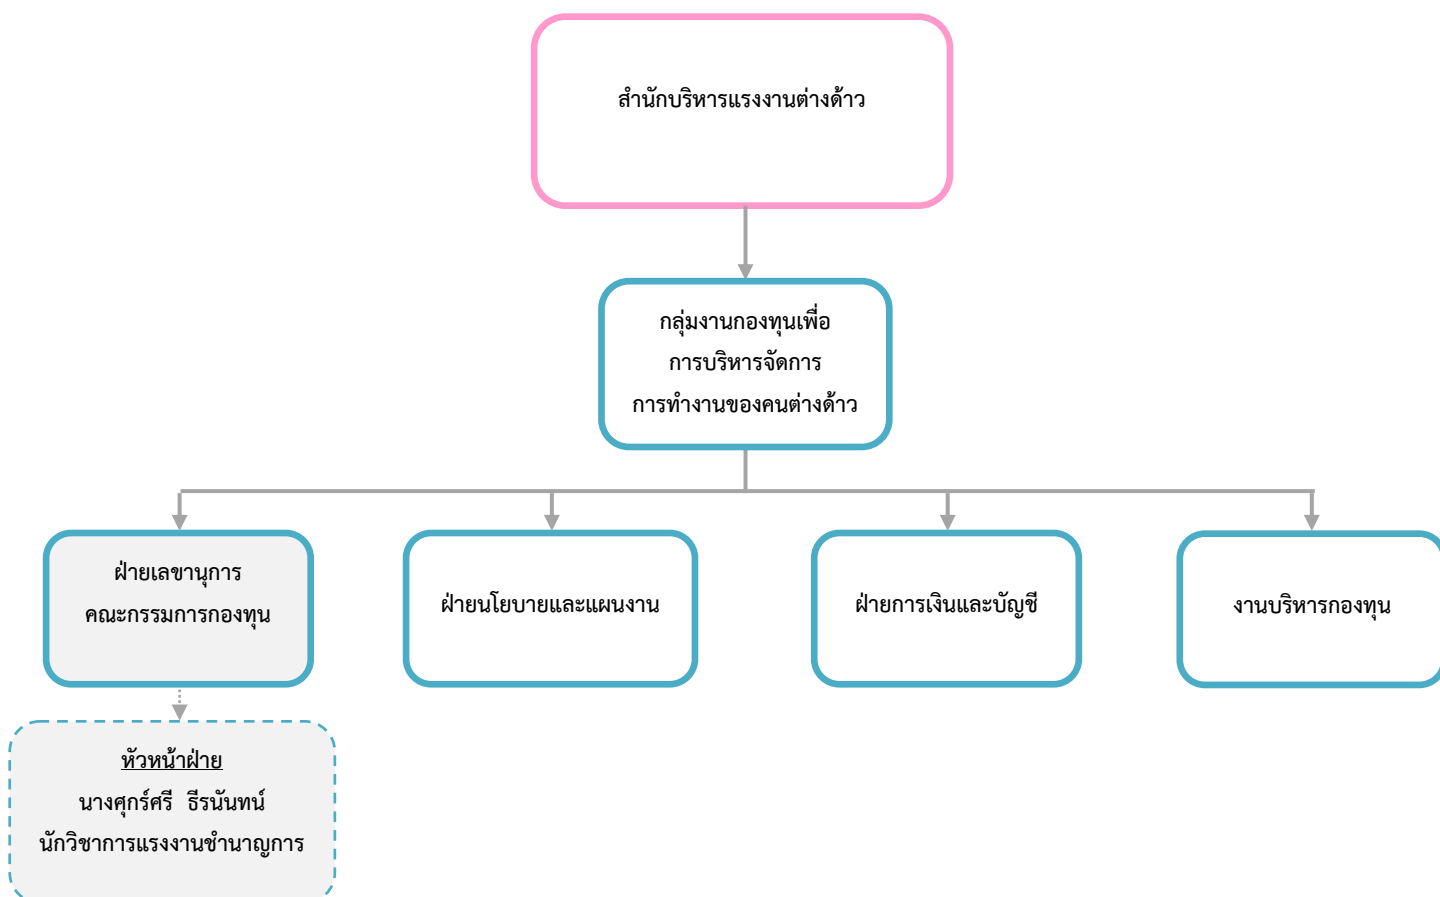 สำนักบริหารแรงงานต่างด้าว
กลุ่มงานกองทุนเพื่อ
การบริหารจัดการ
การทำงานของคนต่างด้าว
ฝ่ายเลขานุการ
คณะกรรมการกองทุน
ฝ่ายนโยบายและแผนงาน
ฝ่ายการเงินและบัญชี
งานบริหารกองทุน
หัวหน้าฝ่าย
นางศุกร์ศรี ธีรนันทน์
นักวิชาการแรงงานชำนาญการ